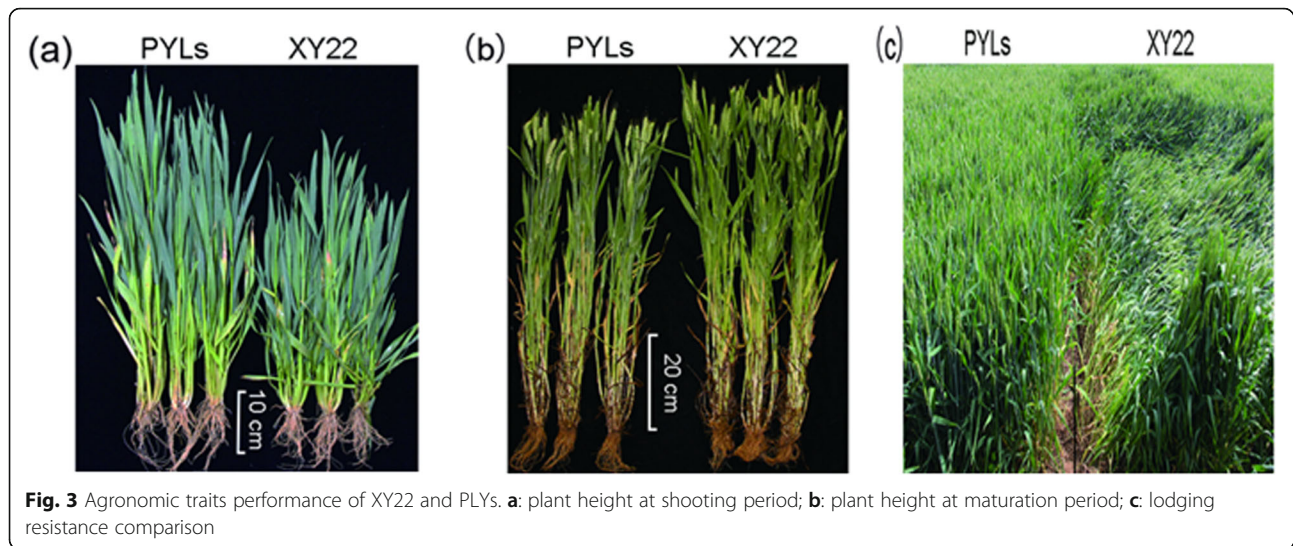 (a) PYLs XY22
10 cm
(b) PYLs XY22
20 cm
(c) PYLs XY22
Fig. 3 Agronomic traits performance of XY22 and PLYs. a: plant height at shooting period; b: plant height at maturation period; c: lodging
resistance comparison